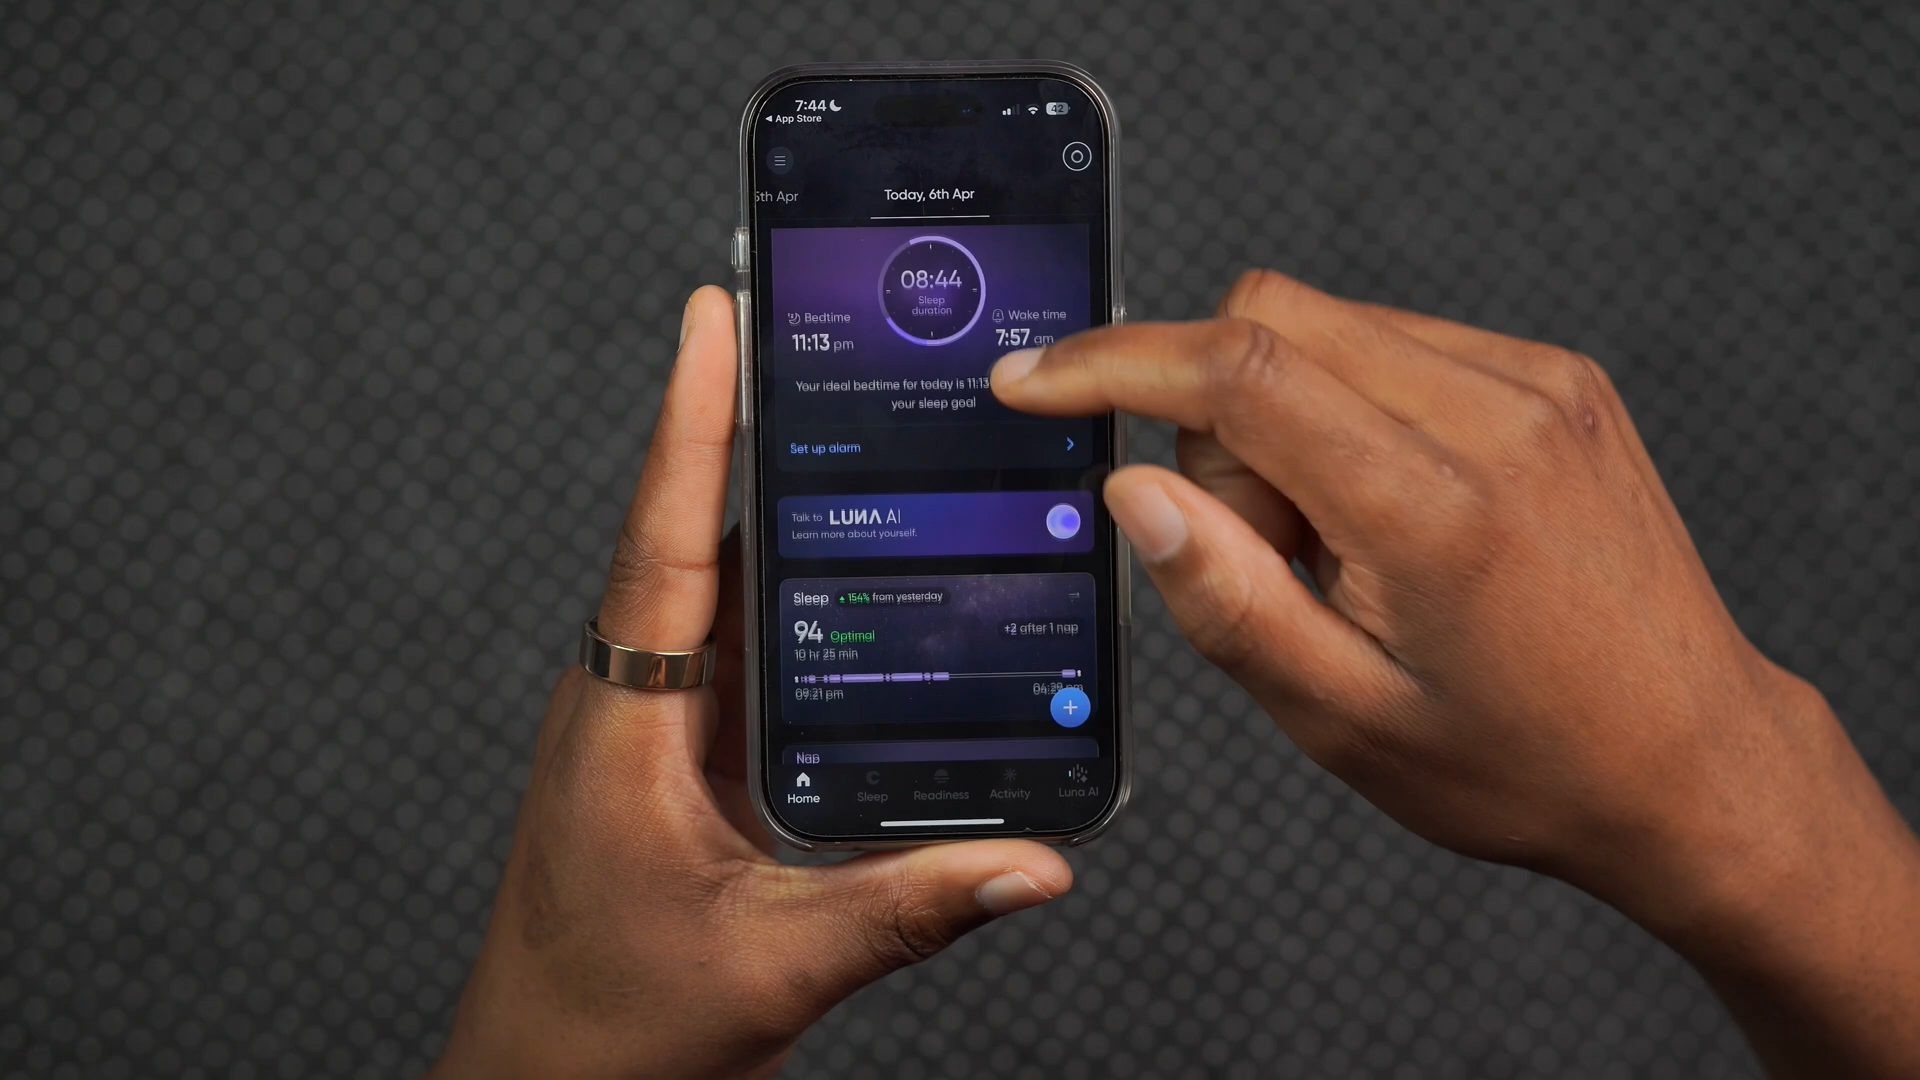 7:44
42
◀ App Store
5th Apr
Today, 6th Apr
08:44
Sleep
duration
Bedtime
11:13 pm
Wake time
7:57 am
Your ideal bedtime for today is 11:13
your sleep goal
Set up alarm
Talk to LUNA AI
Learn more about yourself.
Sleep ▲ 154% from yesterday
94 Optimal
+2 after 1 nap
10 hr 25 min
09:21 pm
+
Nap
Home
Sleep
Readiness
Activity
Luna AI